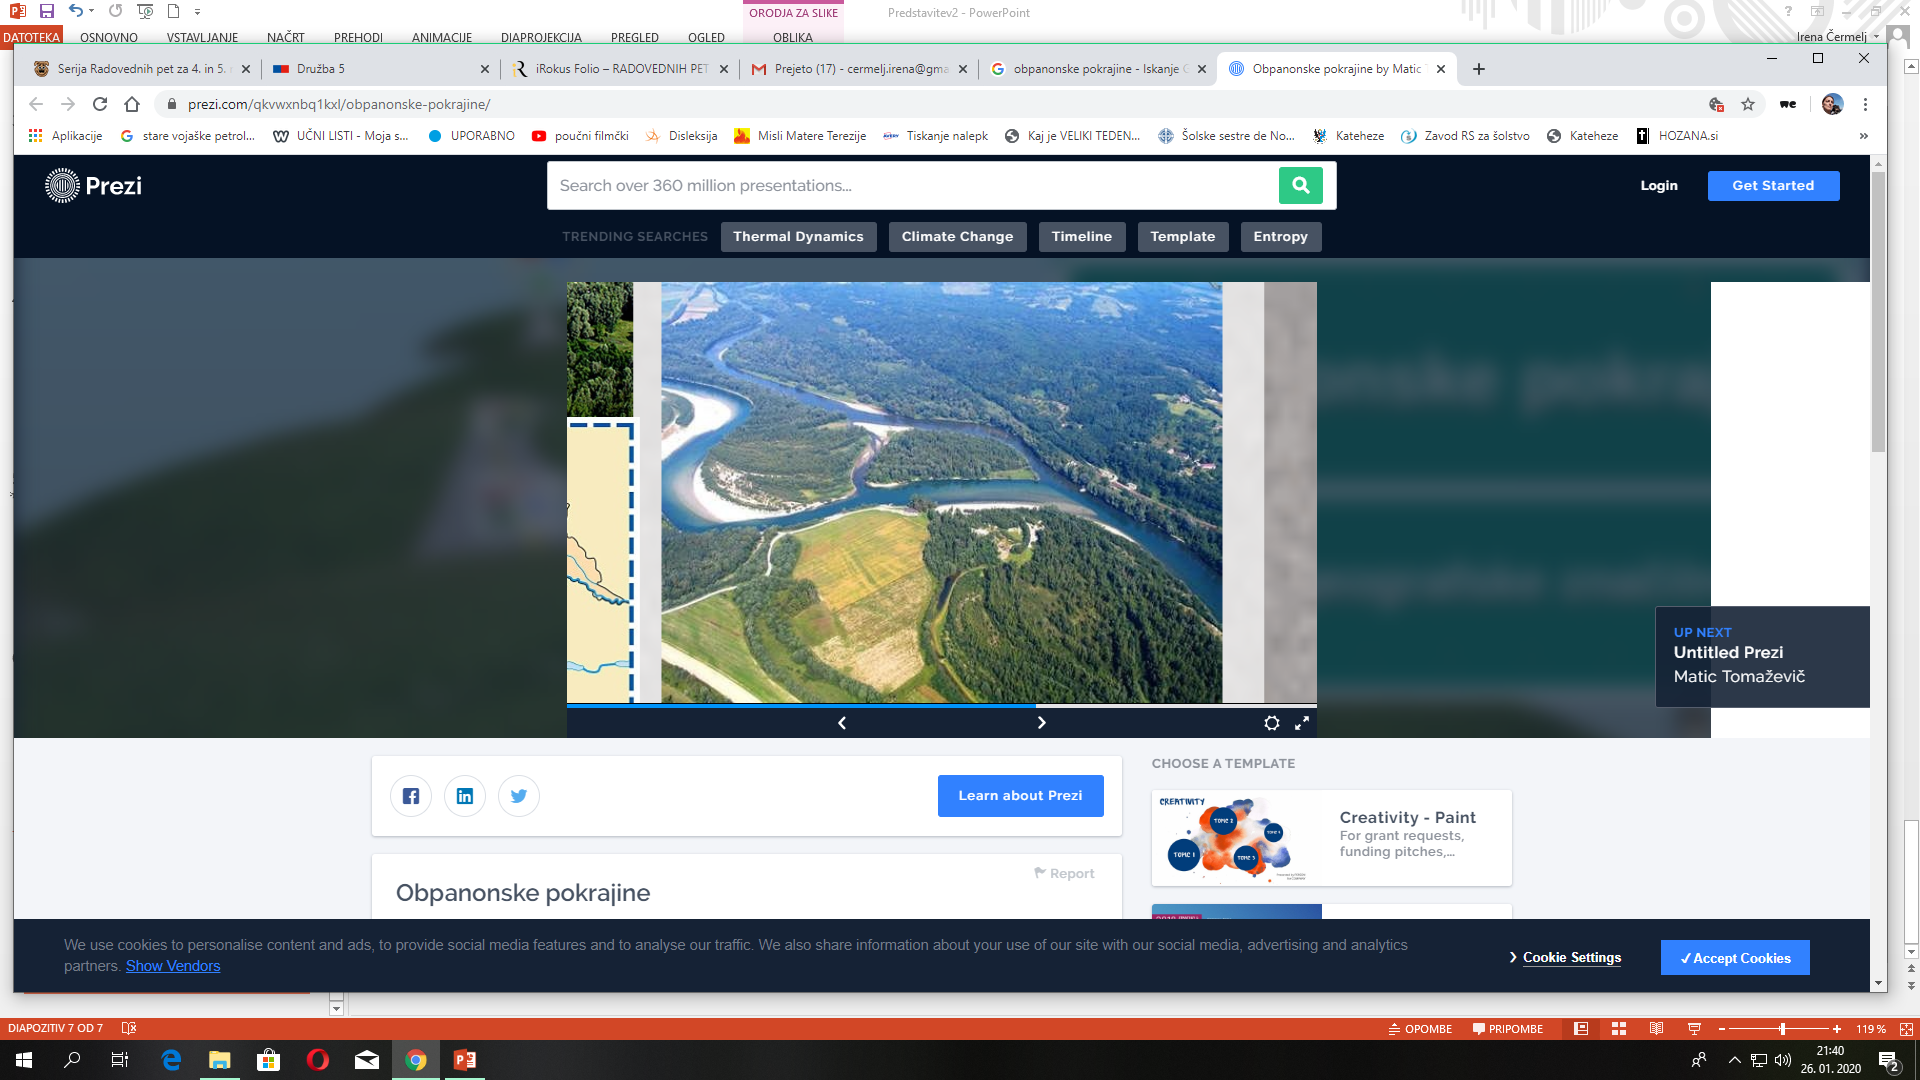 ORODJA ZA SLIKE
Predstavitev2 - PowerPoint
DATOTEKA OSNOVNO VSTAVLJANJE NAČRT PREHODI ANIMACIJE DIAPROJEKCIJA PREGLED OGLED OBLIKA
Irena Čermelj
Serija Radovednih pet za 4. in 5.
Družba 5
iRokus Folio – RADOVEDNIH PET
Prejeto (17) - cermelj.irena@gma
obpanonske pokrajine - Iskanje G
Obpanonske pokrajine by Matic
prezi.com/qkvwxnbq1kxl/obpanonske-pokrajine/
Aplikacije
stare vojaške petrol...
UČNI LISTI - Moja s...
UPORABNO
poučni filmčki
Disleksija
Misli Matere Terezije
Tiskanje nalepk
Kaj je VELIKI TEDEN...
Šolske sestre de No...
Kateheze
Zavod RS za šolstvo
Kateheze
HOZANA.si
Prezi
Search over 360 million presentations...
Login
Get Started
TRENDING SEARCHES Thermal Dynamics Climate Change Timeline Template Entropy
UP NEXT
Untitled Prezi
Matic Tomaževič
Learn about Prezi
CHOOSE A TEMPLATE
CREATIVITY
TOPIC 2
TOPIC 1
TOPIC 3
Creativity - Paint
For grant requests,
funding pitches,...
Report
Obpanonske pokrajine
We use cookies to personalise content and ads, to provide social media features and to analyse our traffic. We also share information about your use of our site with our social media, advertising and analytics
partners. Show Vendors
Cookie Settings
Accept Cookies
DIAPOZITIV 7 OD 7
OPOMBE
PRIPOMBE
119 %
21:40
26. 01. 2020
2